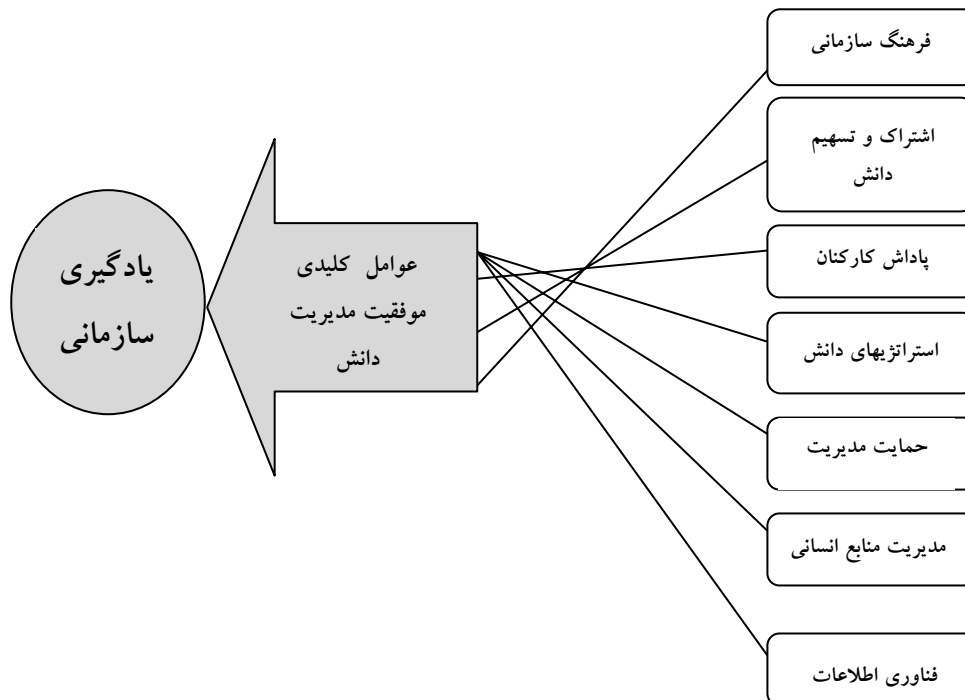 فرهنگ سازمانی
اشتراک و تسهیم
دانش
پاداش کارکنان
استراتژیهای دانش
حمایت مدیریت
مدیریت منابع انسانی
فناوری اطلاعات
عوامل کلیدی
موفقیت مدیریت
دانش
یادگیری
سازمانی